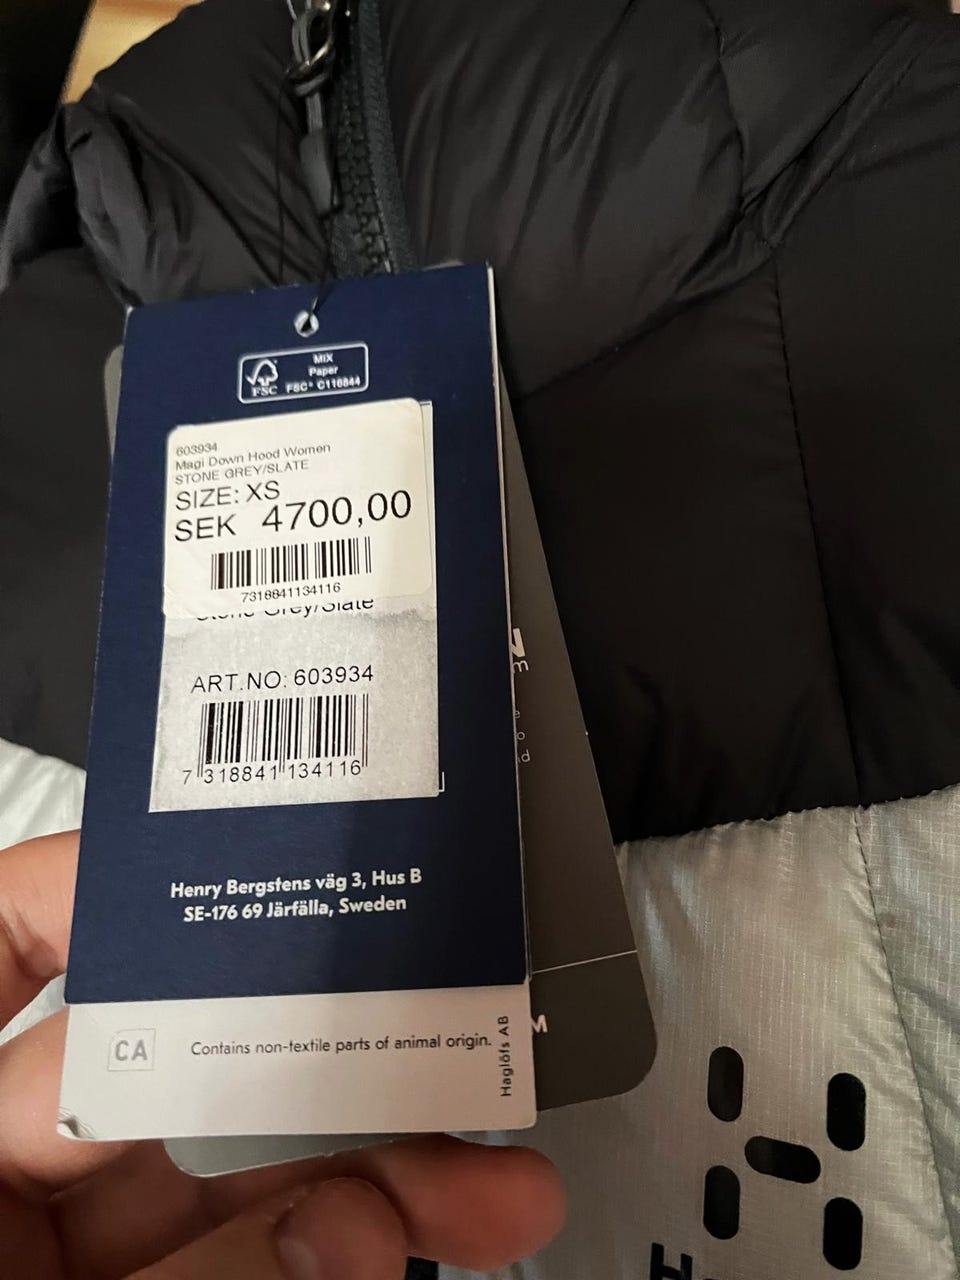 MIX
Paper
FSC
FSC® C116844
603934
Magi Down Hood Women
STONE GREY/SLATE
SIZE: XS
SEK 4700,00
7318841134116
Stone Grey/Slate
ART.NO: 603934
7 318841 134116
Henry Bergstens väg 3, Hus B
SE-176 69 Järfälla, Sweden
CA
Contains non-textile parts of animal origin.
Haglöfs AB